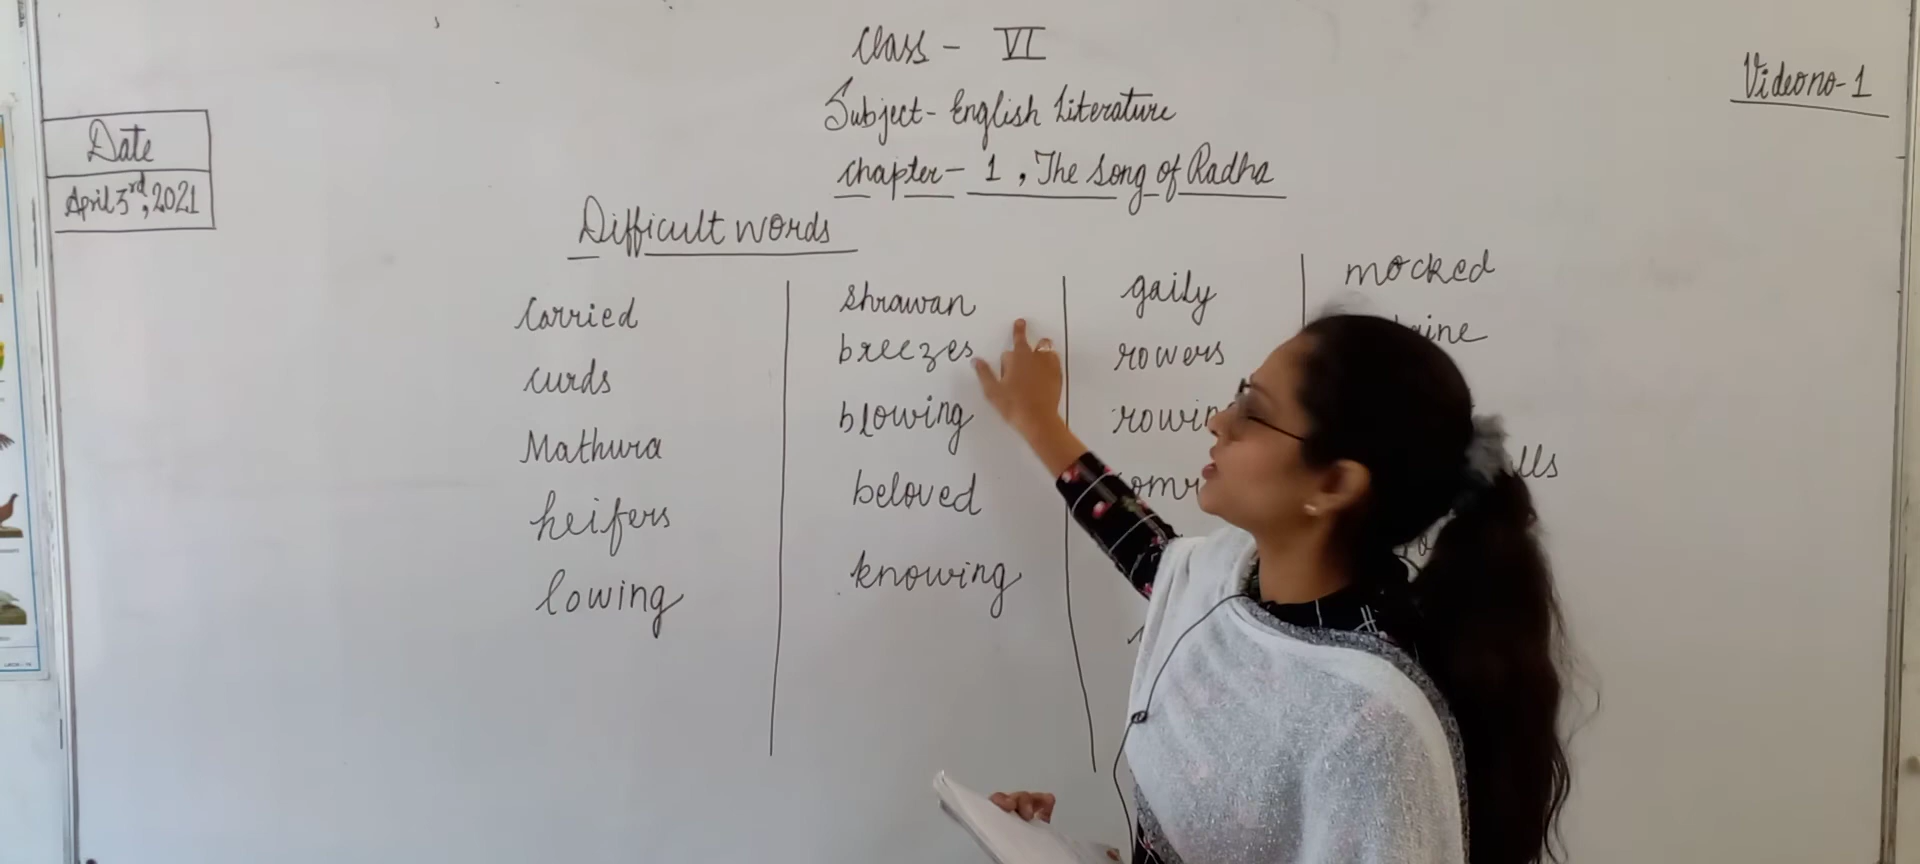 Class - VI
Subject - English Literature
Chapter - 1, The Song of Radha
Video no - 1
Date
April 3rd, 2021
Difficult words
Carried
curds
Mathura
heifers
lowing
Shrawan
breezes
blowing
beloved
knowing
gaily
rowers
mocked